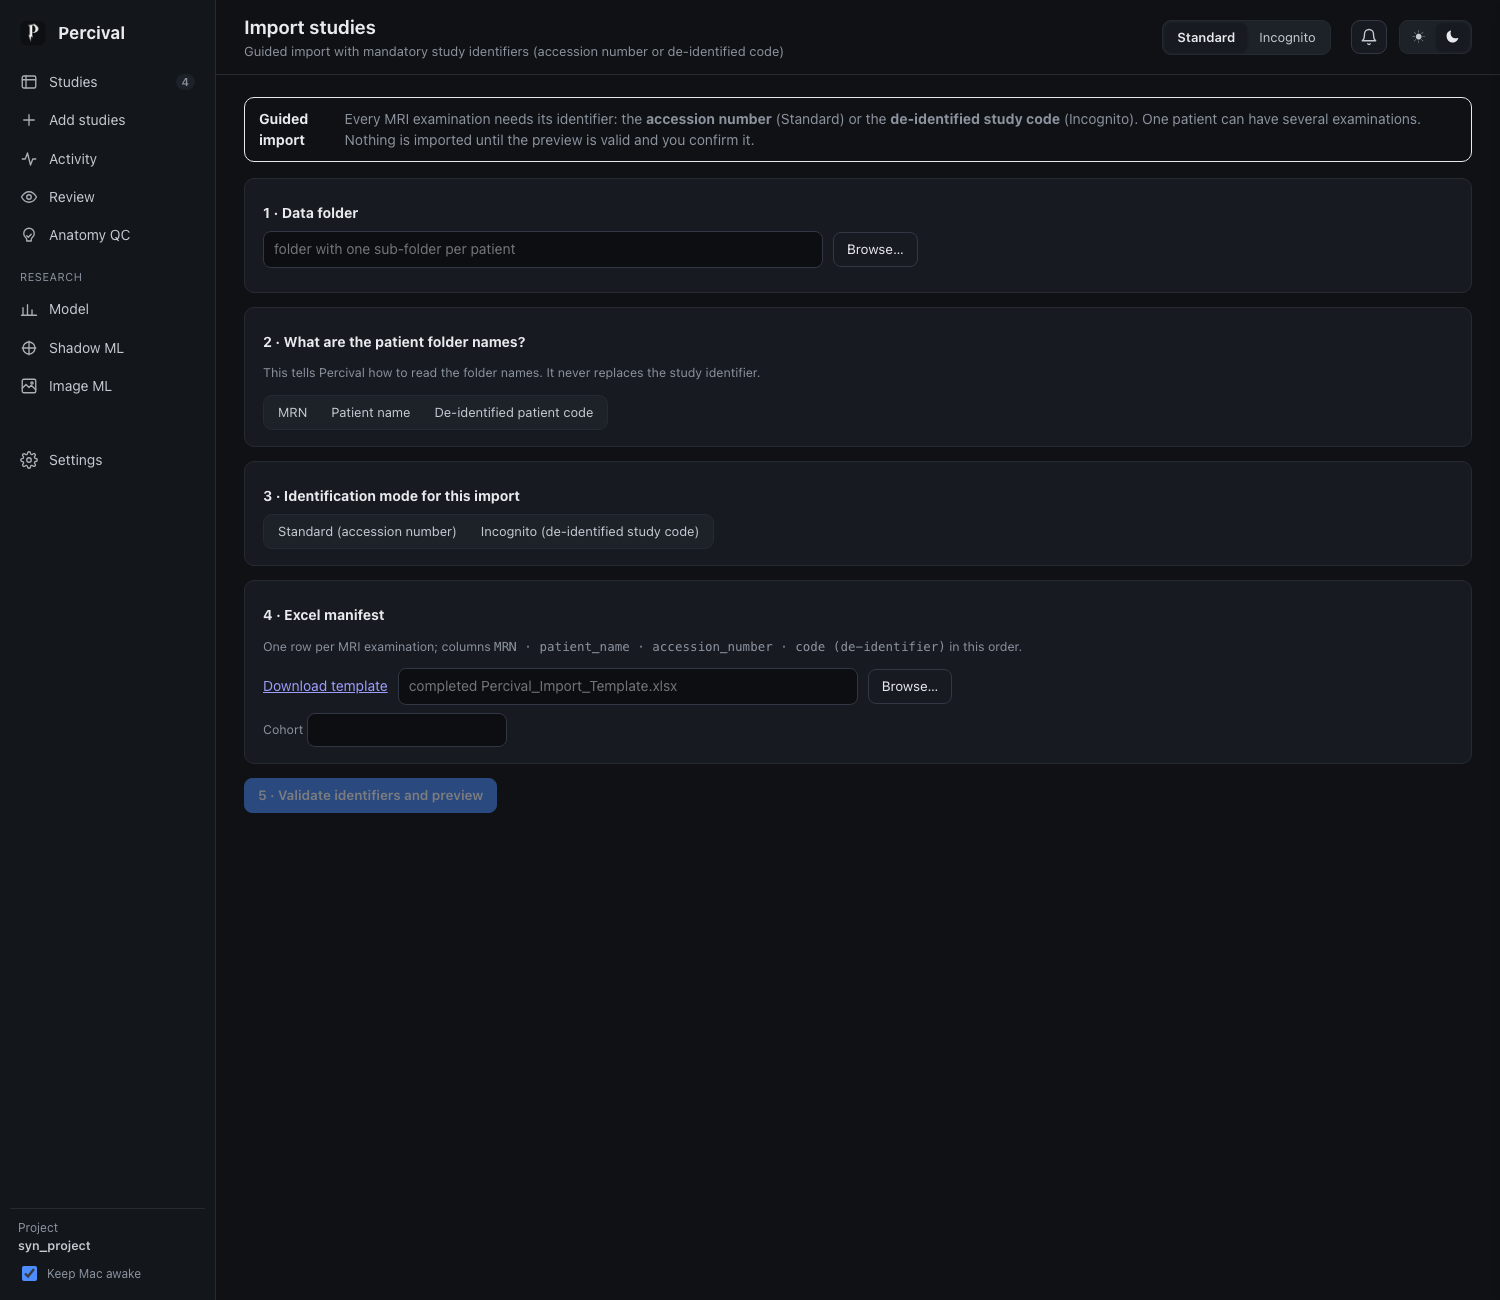 Percival
Studies 4
Add studies
Activity
Review
Anatomy QC
RESEARCH
Model
Shadow ML
Image ML
Settings
Project
syn_project
Keep Mac awake
Import studies
Guided import with mandatory study identifiers (accession number or de-identified code)
Standard Incognito
Guided import
Every MRI examination needs its identifier: the accession number (Standard) or the de-identified study code (Incognito). One patient can have several examinations.
Nothing is imported until the preview is valid and you confirm it.
1 · Data folder
folder with one sub-folder per patient Browse...
2 · What are the patient folder names?
This tells Percival how to read the folder names. It never replaces the study identifier.
MRN Patient name De-identified patient code
3 · Identification mode for this import
Standard (accession number) Incognito (de-identified study code)
4 · Excel manifest
One row per MRI examination; columns MRN · patient_name · accession_number · code (de-identifier) in this order.
Download template completed Percival_Import_Template.xlsx Browse...
Cohort
5 · Validate identifiers and preview